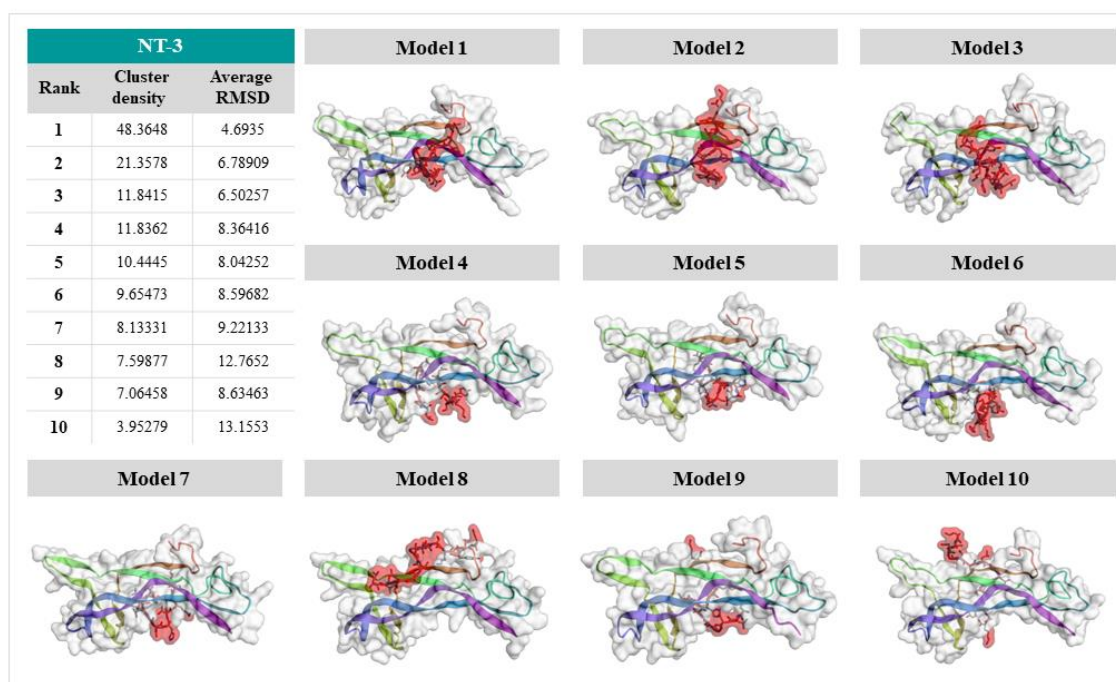 NT-3
Rank Cluster density Average RMSD
1 48.3648 4.6935
2 21.3578 6.78909
3 11.8415 6.50257
4 11.8362 8.36416
5 10.4445 8.04252
6 9.65473 8.59682
7 8.13331 9.22133
8 7.59877 12.7652
9 7.06458 8.63463
10 3.95279 13.1553
Model 1
Model 2
Model 3
Model 4
Model 5
Model 6
Model 7
Model 8
Model 9
Model 10